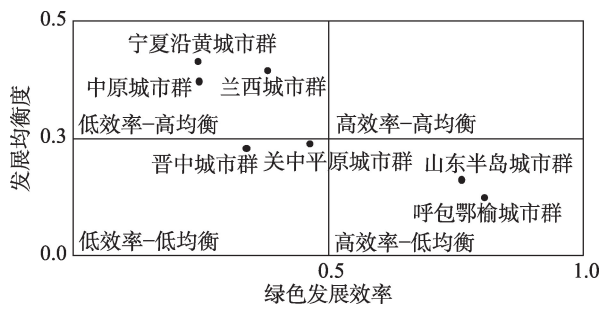 0.5
宁夏沿黄城市群
中原城市群
兰西城市群
低效率-高均衡
高效率-高均衡
发展均衡度
0.3
晋中城市群
关中平原城市群
山东半岛城市群
呼包鄂榆城市群
低效率-低均衡
高效率-低均衡
0.0
0.5
1.0
绿色发展效率